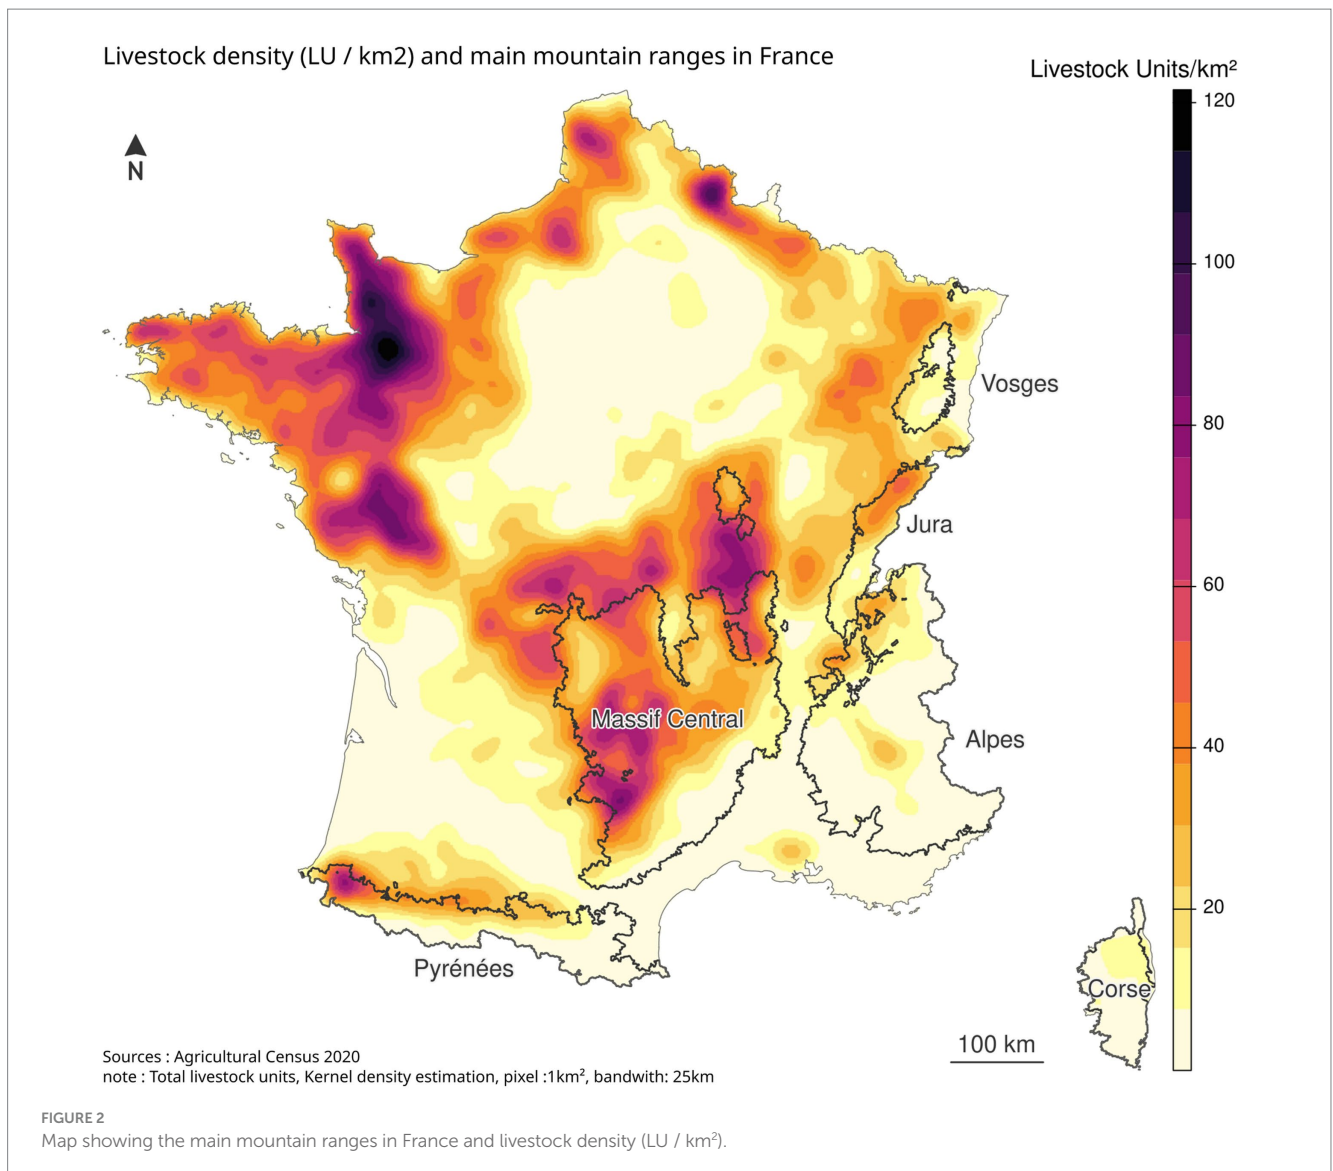 Livestock density (LU / km2) and main mountain ranges in France
Livestock Units/km²
120
100
80
60
40
20
N
Vosges
Jura
Massif Central
Alpes
Pyrénées
Corse
100 km
Sources : Agricultural Census 2020
note : Total livestock units, Kernel density estimation, pixel :1km², bandwith: 25km
FIGURE 2
Map showing the main mountain ranges in France and livestock density (LU / km²).